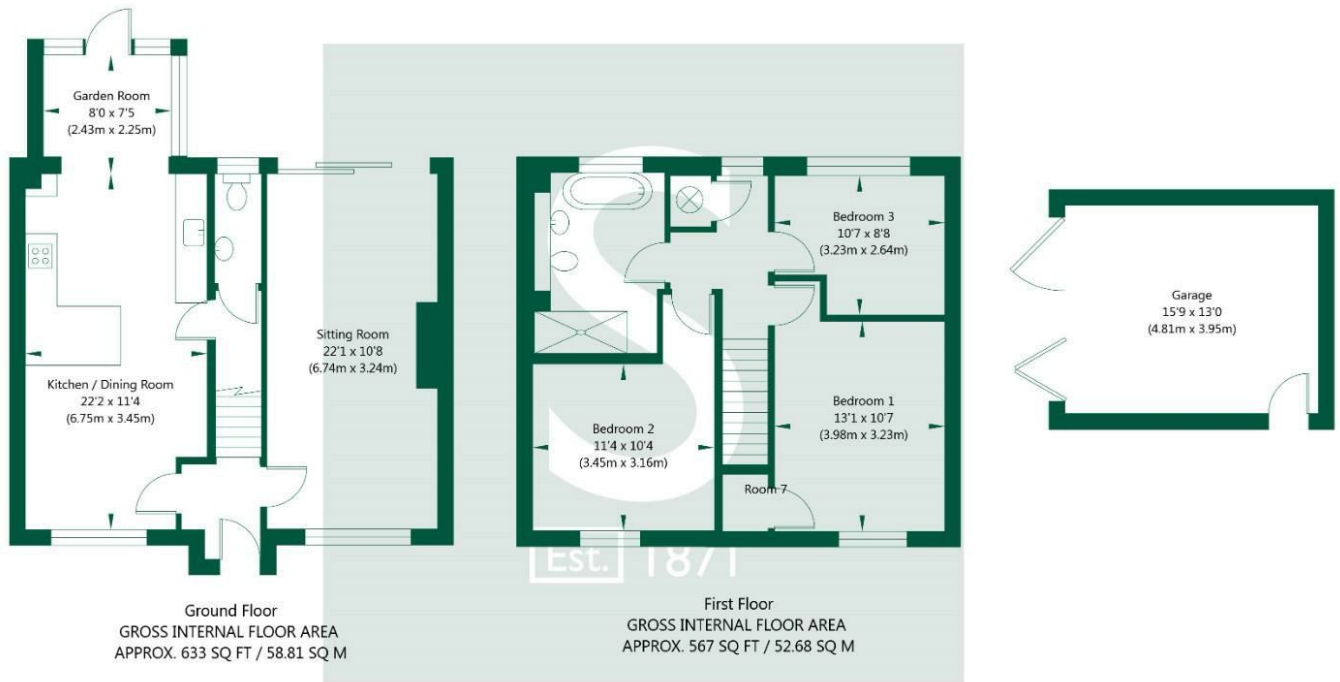 Garden Room
8'0 x 7'5
(2.43m x 2.25m)
Kitchen / Dining Room
22'2 x 11'4
(6.75m x 3.45m)
Sitting Room
22'1 x 10'8
(6.74m x 3.24m)
Ground Floor
GROSS INTERNAL FLOOR AREA
APPROX. 633 SQ FT / 58.81 SQ M
Bedroom 3
10'7 x 8'8
(3.23m x 2.64m)
Bedroom 2
11'4 x 10'4
(3.45m x 3.16m)
Bedroom 1
13'1 x 10'7
(3.98m x 3.23m)
Room 7
S
Est. 1871
First Floor
GROSS INTERNAL FLOOR AREA
APPROX. 567 SQ FT / 52.68 SQ M
Garage
15'9 x 13'0
(4.81m x 3.95m)